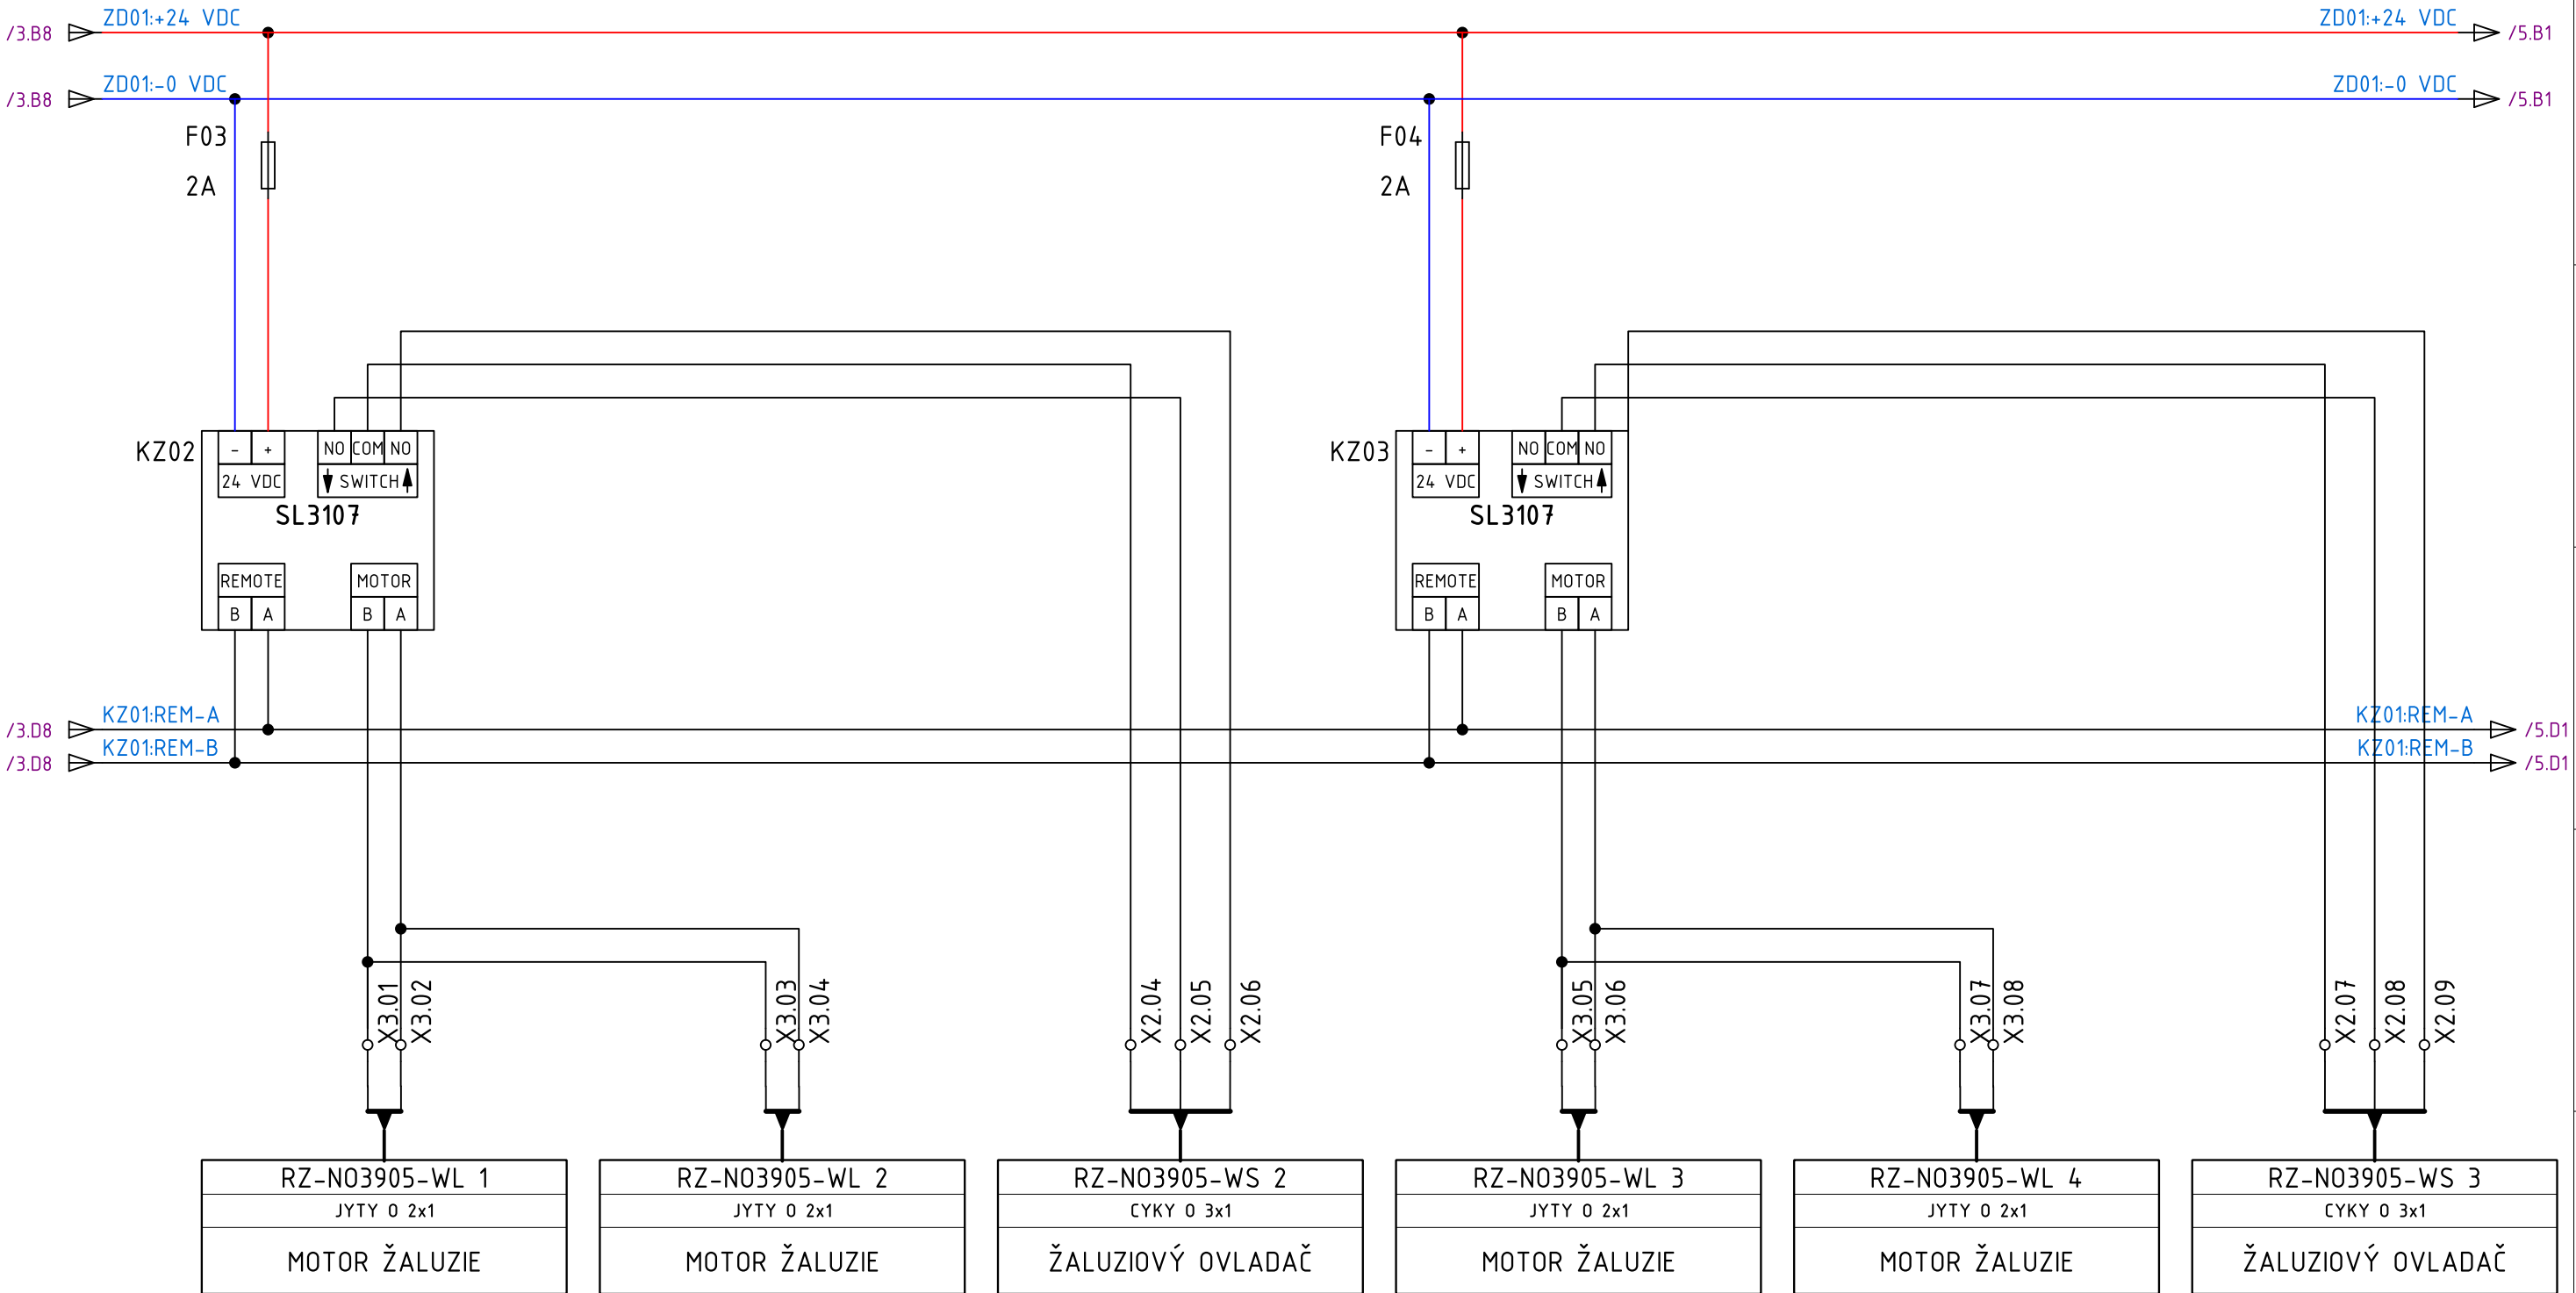 ZD01:+24 VDC
ZD01:+24 VDC
/3.B8
/5.B1
ZD01:-0 VDC
ZD01:-0 VDC
/3.B8
/5.B1
F03
2A
F04
2A
KZ02
- + NO COM NO
24 VDC SWITCH
SL3107
REMOTE MOTOR
B A B A
KZ03
- + NO COM NO
24 VDC SWITCH
SL3107
REMOTE MOTOR
B A B A
KZ01:REM-A
KZ01:REM-A
/3.D8
/5.D1
KZ01:REM-B
KZ01:REM-B
/3.D8
/5.D1
X3.01
X3.02
X3.03
X3.04
X2.04
X2.05
X2.06
X3.05
X3.06
X3.07
X3.08
X2.07
X2.08
X2.09
RZ-NO3905-WL 1
JYTY O 2x1
MOTOR ŽALUZIE
RZ-NO3905-WL 2
JYTY O 2x1
MOTOR ŽALUZIE
RZ-NO3905-WS 2
CYKY O 3x1
ŽALUZIOVÝ OVLADAČ
RZ-NO3905-WL 3
JYTY O 2x1
MOTOR ŽALUZIE
RZ-NO3905-WL 4
JYTY O 2x1
MOTOR ŽALUZIE
RZ-NO3905-WS 3
CYKY O 3x1
ŽALUZIOVÝ OVLADAČ